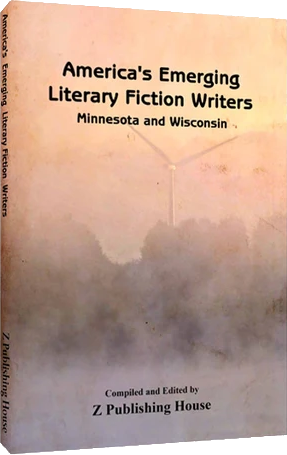 America's Emerging
Literary Fiction Writers
Minnesota and Wisconsin
Compiled and Edited by
Z Publishing House
America's Emerging Literary Fiction Writers
Z Publishing House